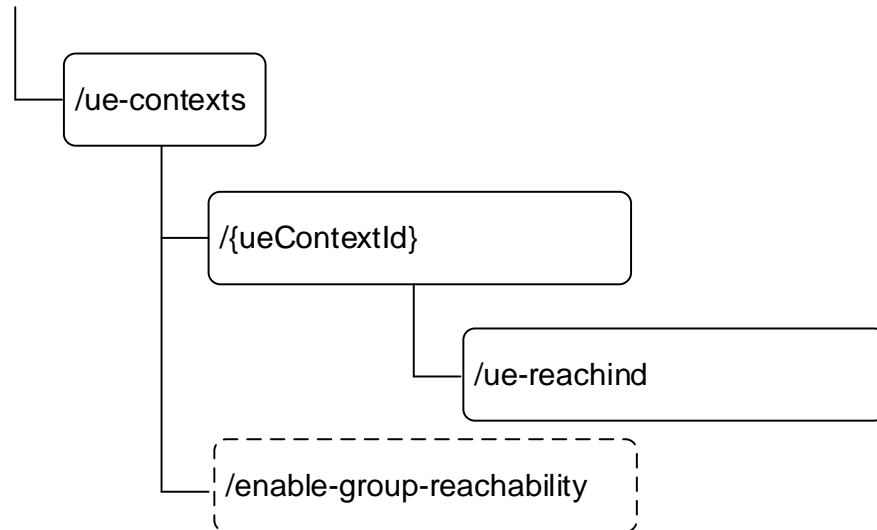 /ue-contexts
/{ueContextId}
/ue-reachind
/enable-group-reachability